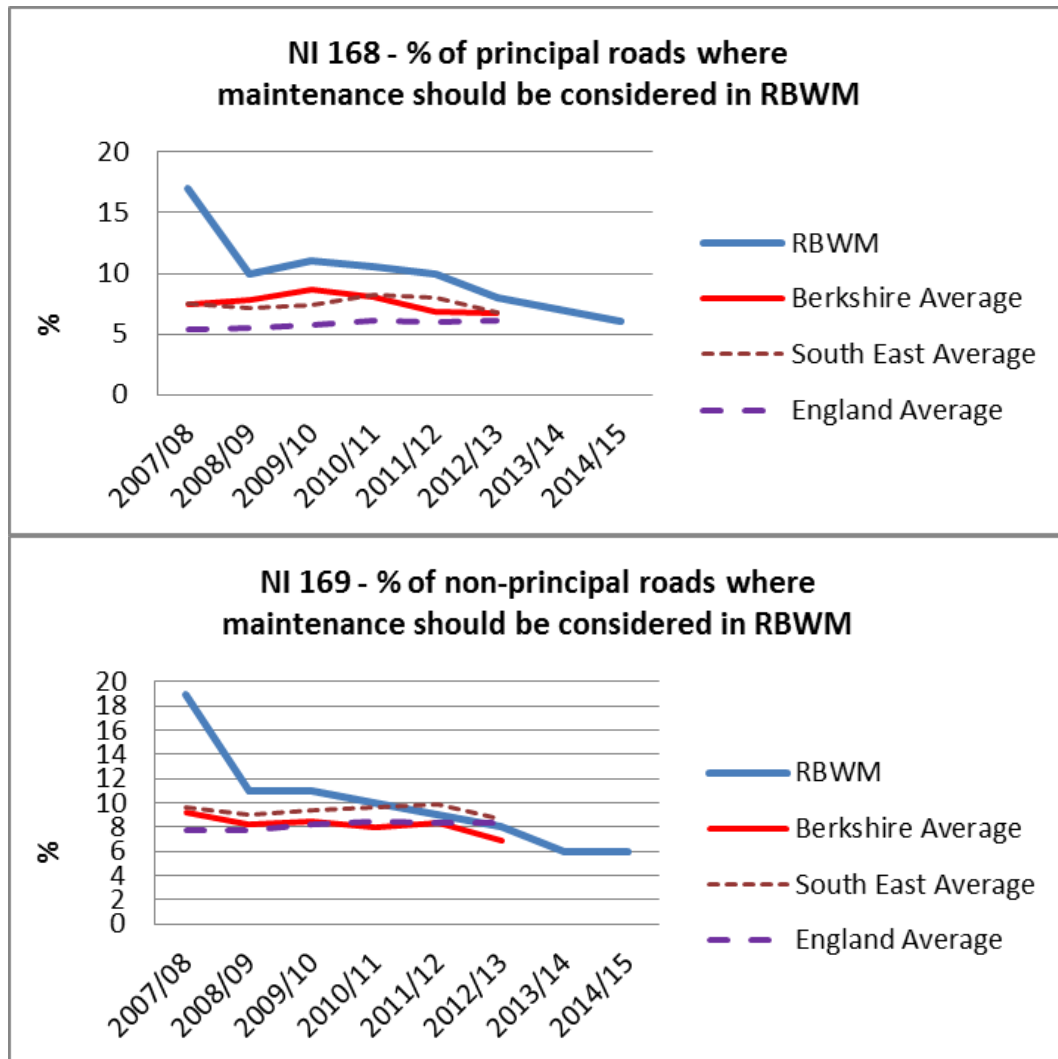 NI 168 - % of principal roads where
maintenance should be considered in RBWM
20
15
10
5
0
%
2007/08
2008/09
2009/10
2010/11
2011/12
2012/13
2013/14
2014/15
RBWM
Berkshire Average
South East Average
England Average
NI 169 - % of non-principal roads where
maintenance should be considered in RBWM
20
18
16
14
12
10
8
6
4
2
0
%
2007/08
2008/09
2009/10
2010/11
2011/12
2012/13
2013/14
2014/15
RBWM
Berkshire Average
South East Average
England Average